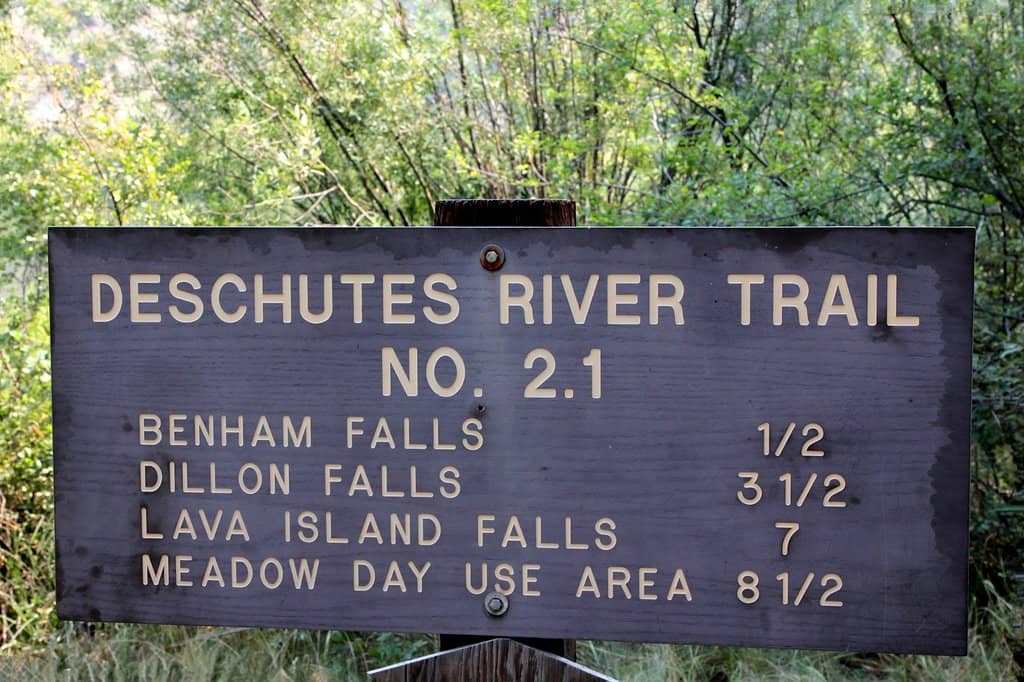 DESCHUTES RIVER TRAIL
NO. 2.1
BENHAM FALLS 1/2
DILLON FALLS 3 1/2
LAVA ISLAND FALLS 7
MEADOW DAY USE AREA 8 1/2